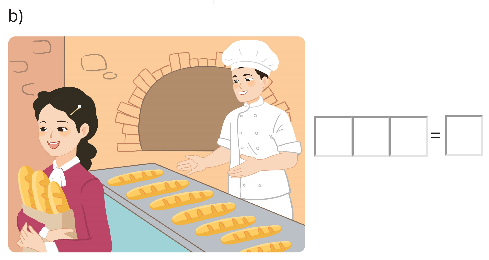 b)
=